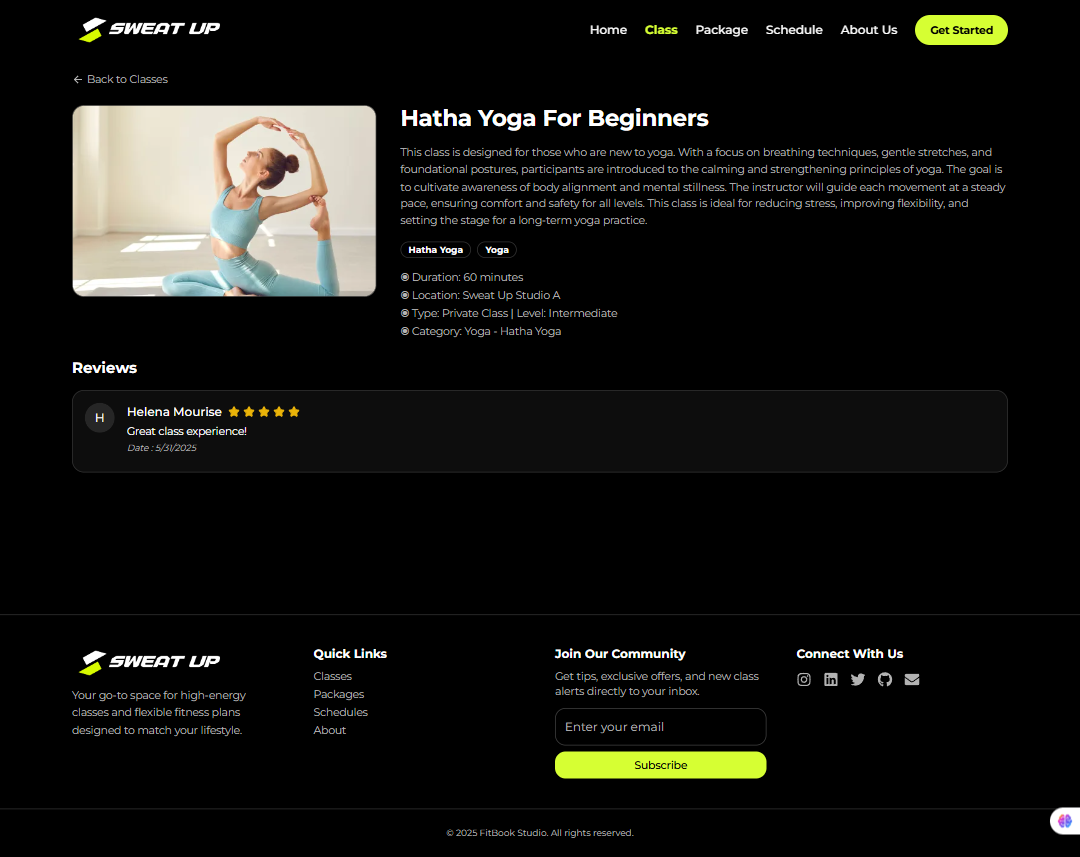 SWEAT UP
Home Class Package Schedule About Us Get Started
← Back to Classes
Hatha Yoga For Beginners
This class is designed for those who are new to yoga. With a focus on breathing techniques, gentle stretches, and
foundational postures, participants are introduced to the calming and strengthening principles of yoga. The goal is
to cultivate awareness of body alignment and mental stillness. The instructor will guide each movement at a steady
pace, ensuring comfort and safety for all levels. This class is ideal for reducing stress, improving flexibility, and
setting the stage for a long-term yoga practice.
Hatha Yoga Yoga
◉ Duration: 60 minutes
◉ Location: Sweat Up Studio A
◉ Type: Private Class | Level: Intermediate
◉ Category: Yoga - Hatha Yoga
Reviews
H
Helena Mourise
Great class experience!
Date : 5/31/2025
SWEAT UP
Your go-to space for high-energy
classes and flexible fitness plans
designed to match your lifestyle.
Quick Links
Classes
Packages
Schedules
About
Join Our Community
Get tips, exclusive offers, and new class
alerts directly to your inbox.
Enter your email
Subscribe
Connect With Us
© 2025 FitBook Studio. All rights reserved.